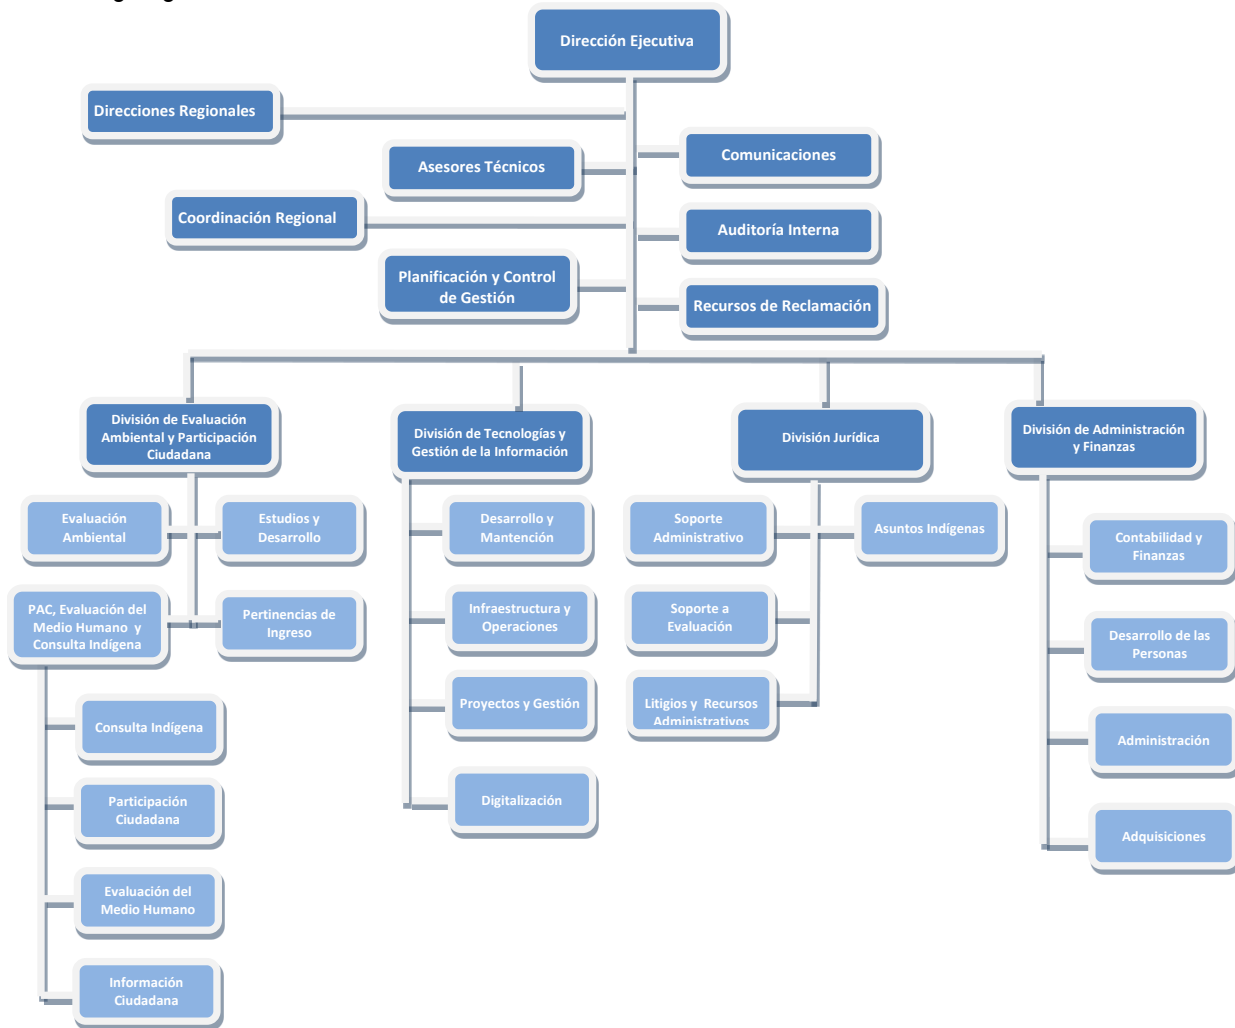 Dirección Ejecutiva
Direcciones Regionales
Comunicaciones
Asesores Técnicos
Coordinación Regional
Auditoría Interna
Planificación y Control
de Gestión
Recursos de Reclamación
División de Evaluación
Ambiental y Participación
Ciudadana
División de Tecnologías y
Gestión de la Información
División Jurídica
División de Administración
y Finanzas
Evaluación
Ambiental
Estudios y
Desarrollo
PAC, Evaluación del
Medio Humano y
Consulta Indígena
Pertinencias de
Ingreso
Consulta Indígena
Participación
Ciudadana
Evaluación del
Medio Humano
Información
Ciudadana
Desarrollo y
Mantención
Infraestructura y
Operaciones
Proyectos y Gestión
Digitalización
Soporte
Administrativo
Asuntos Indígenas
Soporte a
Evaluación
Litigios y Recursos
Administrativos
Contabilidad y
Finanzas
Desarrollo de las
Personas
Administración
Adquisiciones